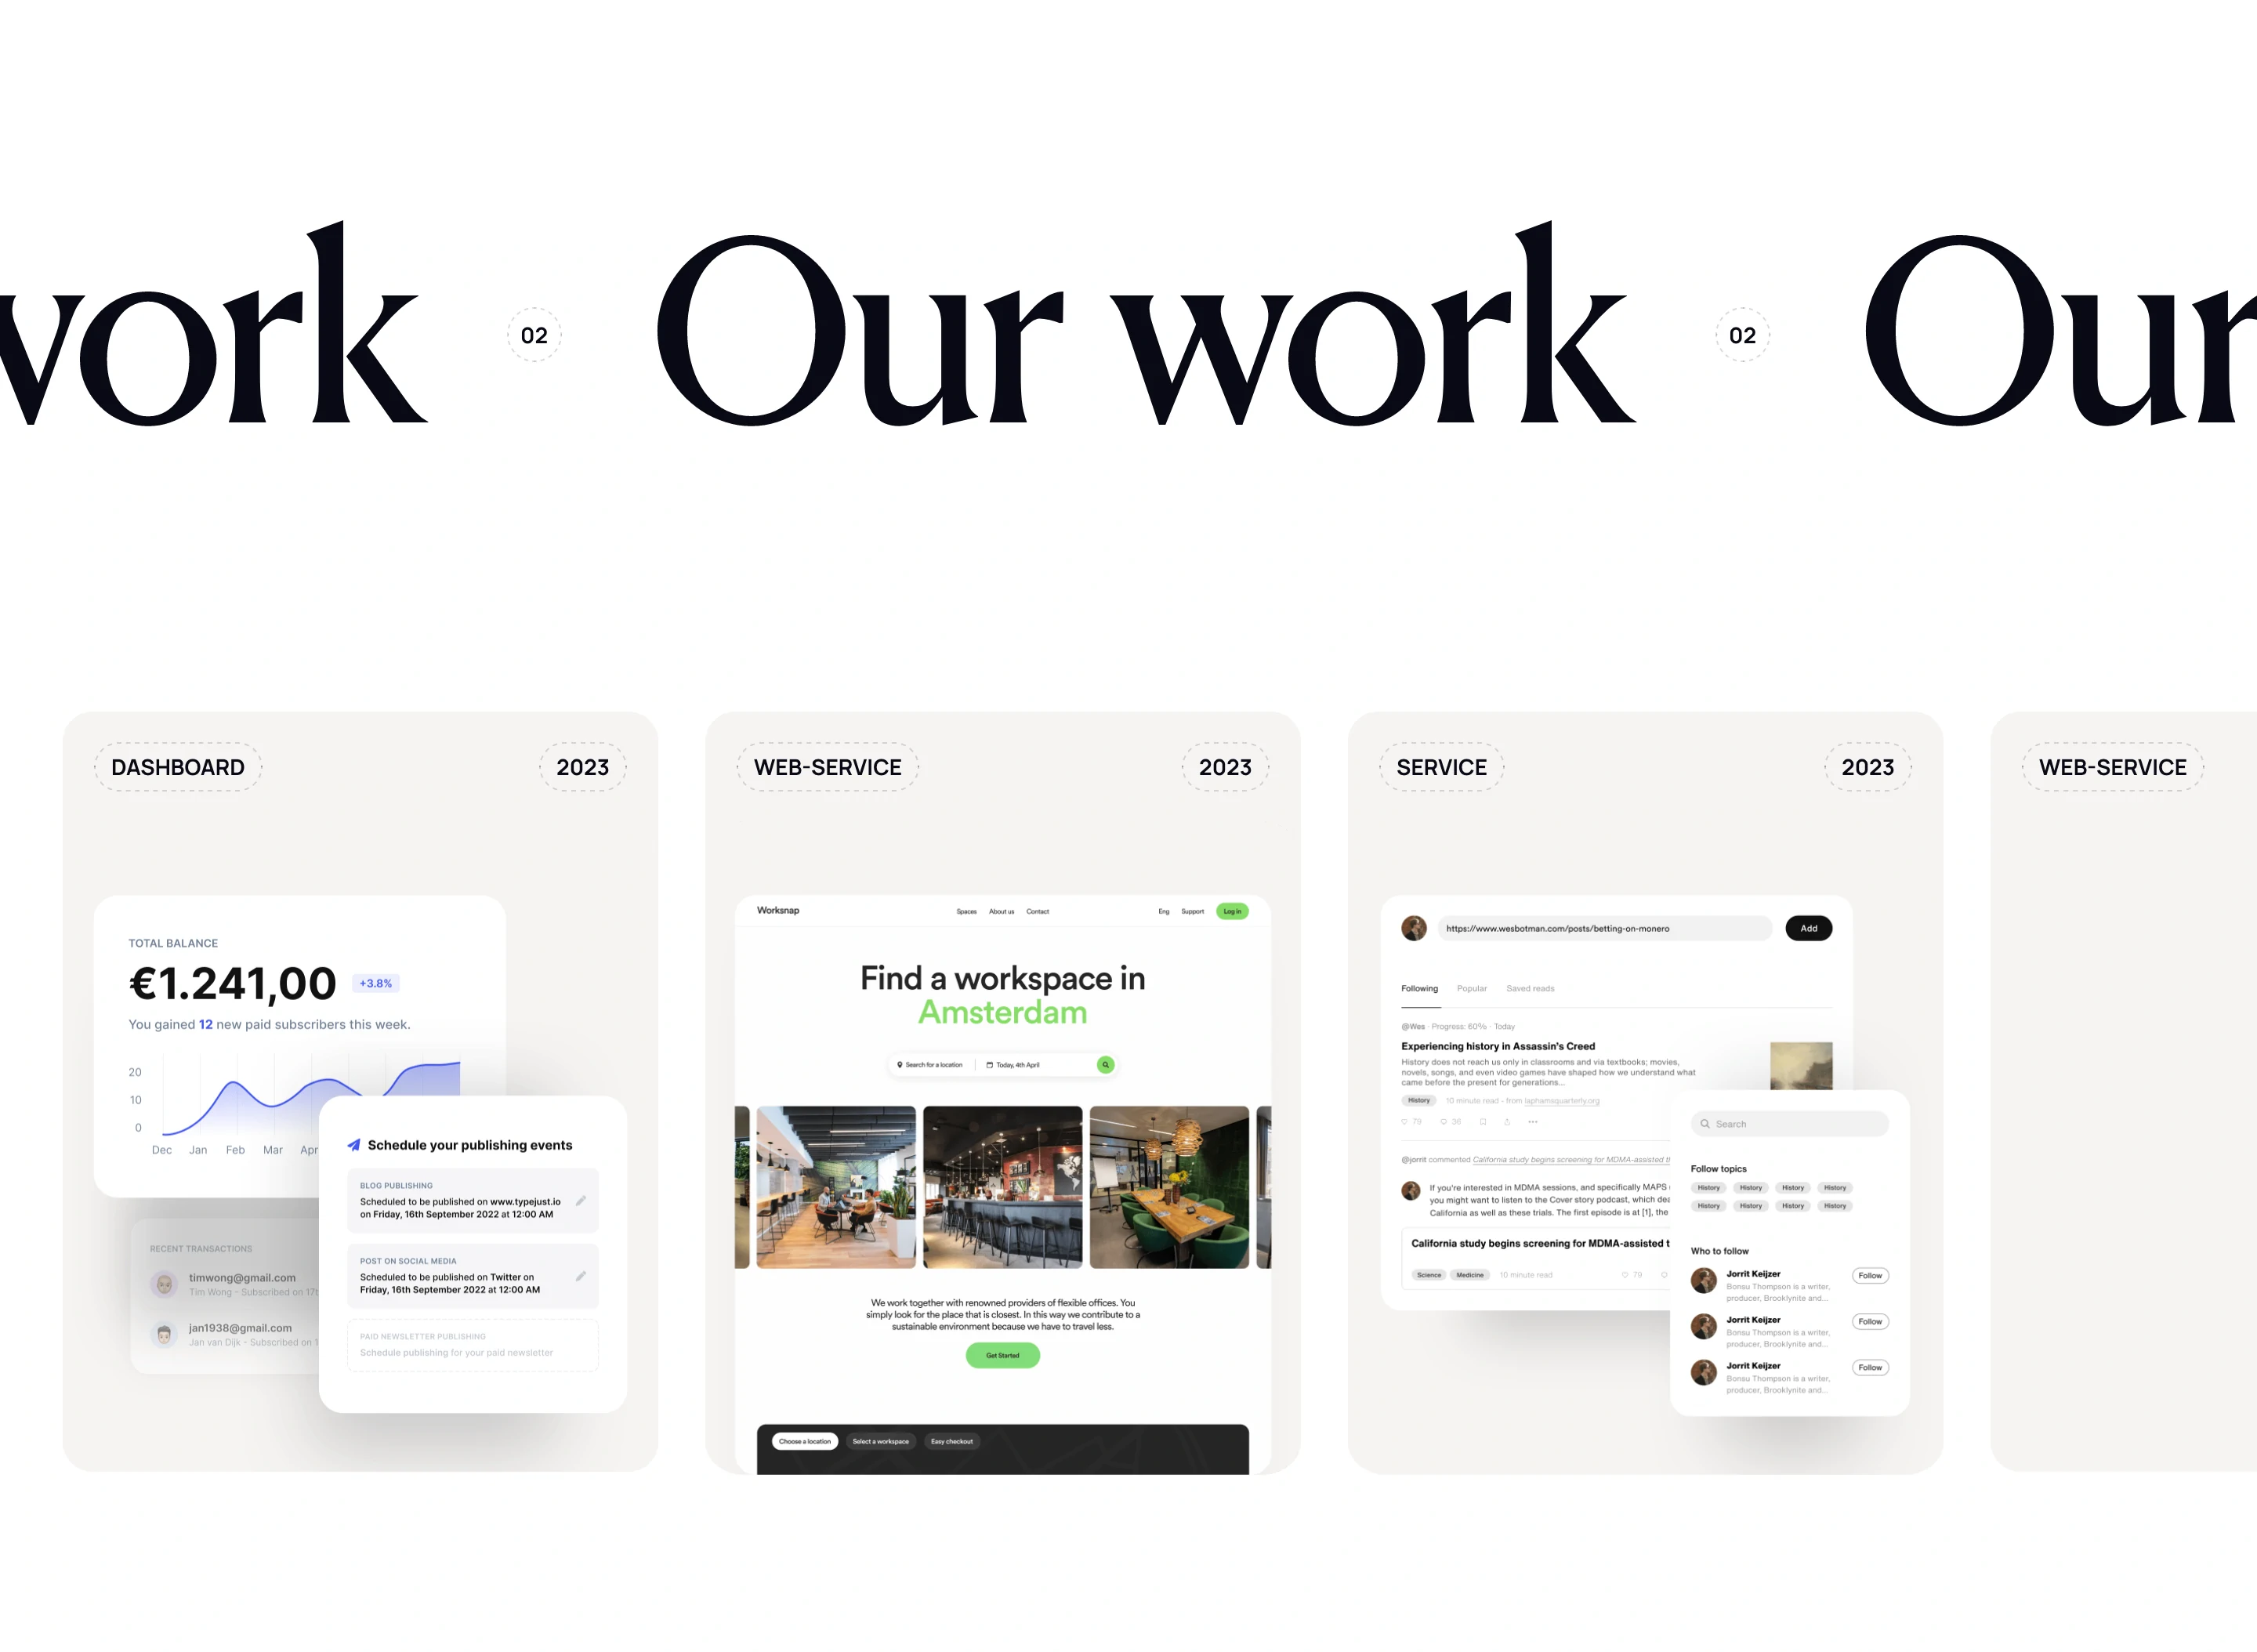 work 02 Our work 02 Our
DASHBOARD
2023
TOTAL BALANCE
€1.241,00 +3.8%
You gained 12 new paid subscribers this week.
20
10
0
Dec Jan Feb Mar Apr
Schedule your publishing events
BLOG PUBLISHING
Scheduled to be published on www.typejust.io
on Friday, 16th September 2022 at 12:00 AM
POST ON SOCIAL MEDIA
Scheduled to be published on Twitter on
Friday, 16th September 2022 at 12:00 AM
PAID NEWSLETTER PUBLISHING
Schedule publishing for your paid newsletter
RECENT TRANSACTIONS
timwong@gmail.com
Tim Wong - Subscribed on 17t
jan1938@gmail.com
Jan van Dijk - Subscribed on 1
WEB-SERVICE
2023
Worksnap
Spaces About us Contact
Eng Support Log in
Find a workspace in
Amsterdam
Search for a location Today, 4th April
We work together with renowned providers of flexible offices. You
simply look for the place that is closest. In this way we contribute to a
sustainable environment because we have to travel less.
Get Started
Choose a location Select a workspace Easy checkout
SERVICE
2023
https://www.wesbotman.com/posts/betting-on-monero Add
Following Popular Saved reads
@Wes · Progress: 60% · Today
Experiencing history in Assassin's Creed
History does not reach us only in classrooms and via textbooks; movies,
novels, songs, and even video games have shaped how we understand what
came before the present for generations...
History 10 minute read - from laphamsquarterly.org
79 36
@jorrit commented California study begins screening for MDMA-assisted t
If you're interested in MDMA sessions, and specifically MAPS
you might want to listen to the Cover story podcast, which dea
California as well as these trials. The first episode is at [1], the
California study begins screening for MDMA-assisted t
Science Medicine 10 minute read 79
Search
Follow topics
History History History History
History History History History
Who to follow
Jorrit Keijzer
Bonsu Thompson is a writer,
producer, Brooklynite and...
Follow
Jorrit Keijzer
Bonsu Thompson is a writer,
producer, Brooklynite and...
Follow
Jorrit Keijzer
Bonsu Thompson is a writer,
producer, Brooklynite and...
Follow
WEB-SERVICE